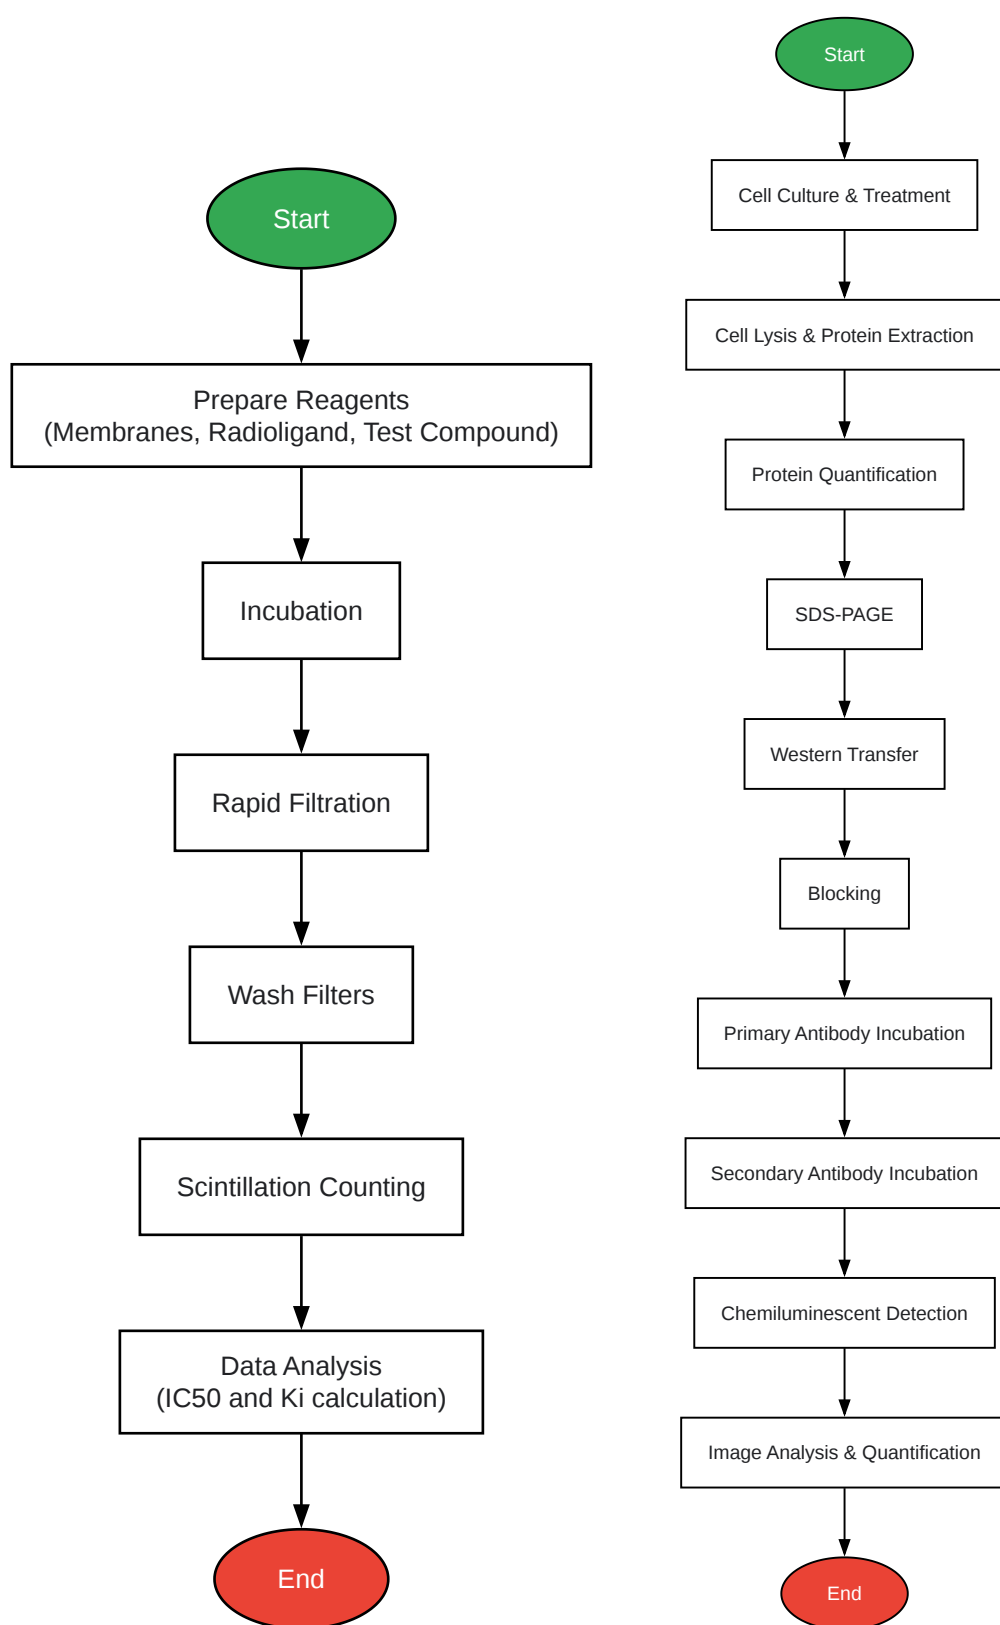 Start
Prepare Reagents
(Membranes, Radioligand, Test Compound)
Incubation
Rapid Filtration
Wash Filters
Scintillation Counting
Data Analysis
(IC50 and Ki calculation)
End
Start
Cell Culture & Treatment
Cell Lysis & Protein Extraction
Protein Quantification
SDS-PAGE
Western Transfer
Blocking
Primary Antibody Incubation
Secondary Antibody Incubation
Chemiluminescent Detection
Image Analysis & Quantification
End